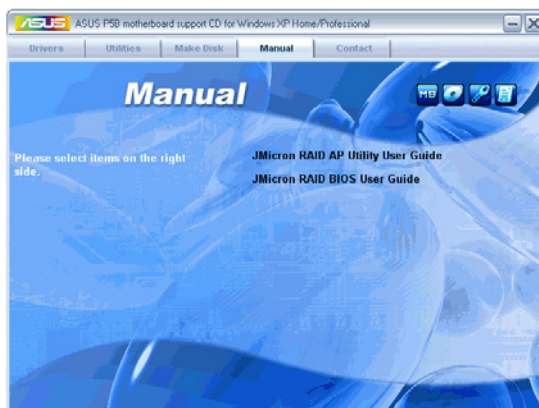 ASUS ASUS P5B motherboard support CD for Windows XP Home/Professional
Drivers Utilities Make Disk Manual Contact
Manual
MB
Please select items on the right
side.
JMicron RAID AP Utility User Guide
JMicron RAID BIOS User Guide